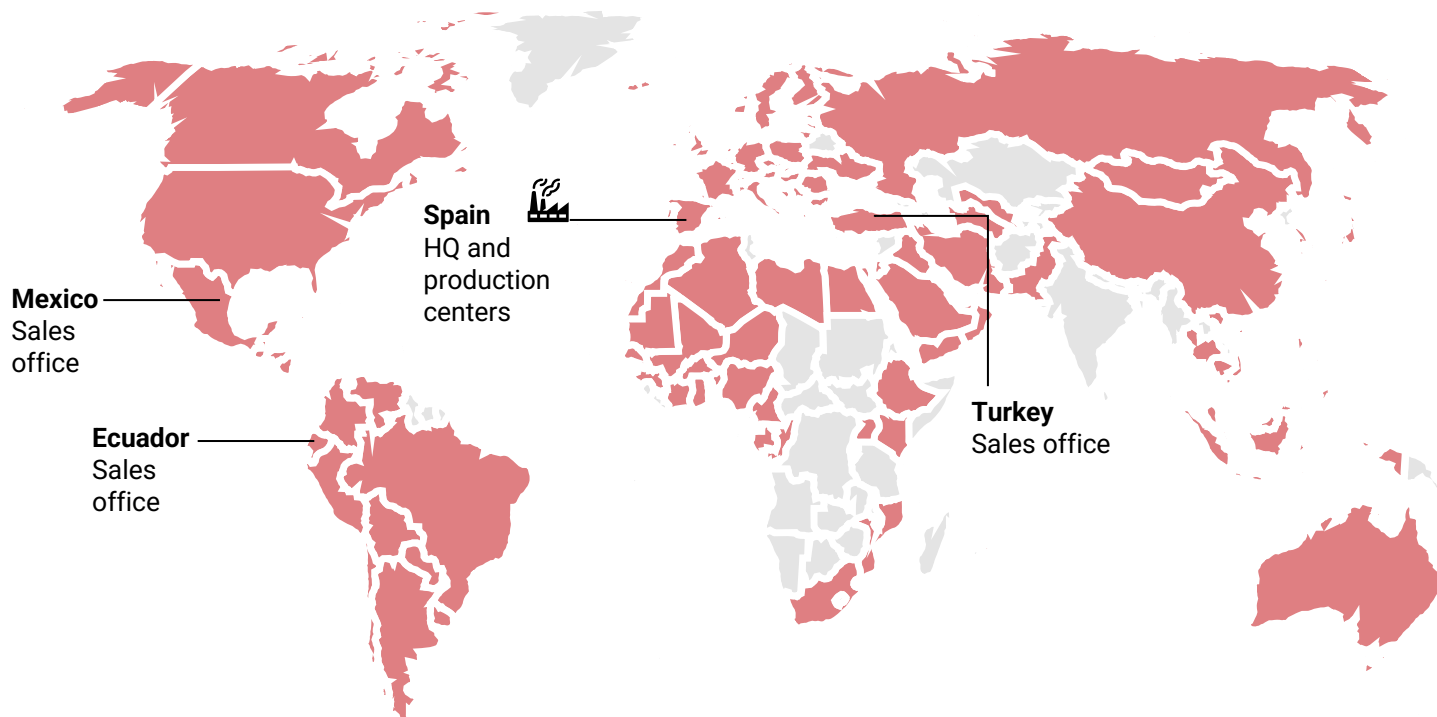 Spain
HQ and
production
centers
Mexico
Sales
office
Turkey
Sales office
Ecuador
Sales
office